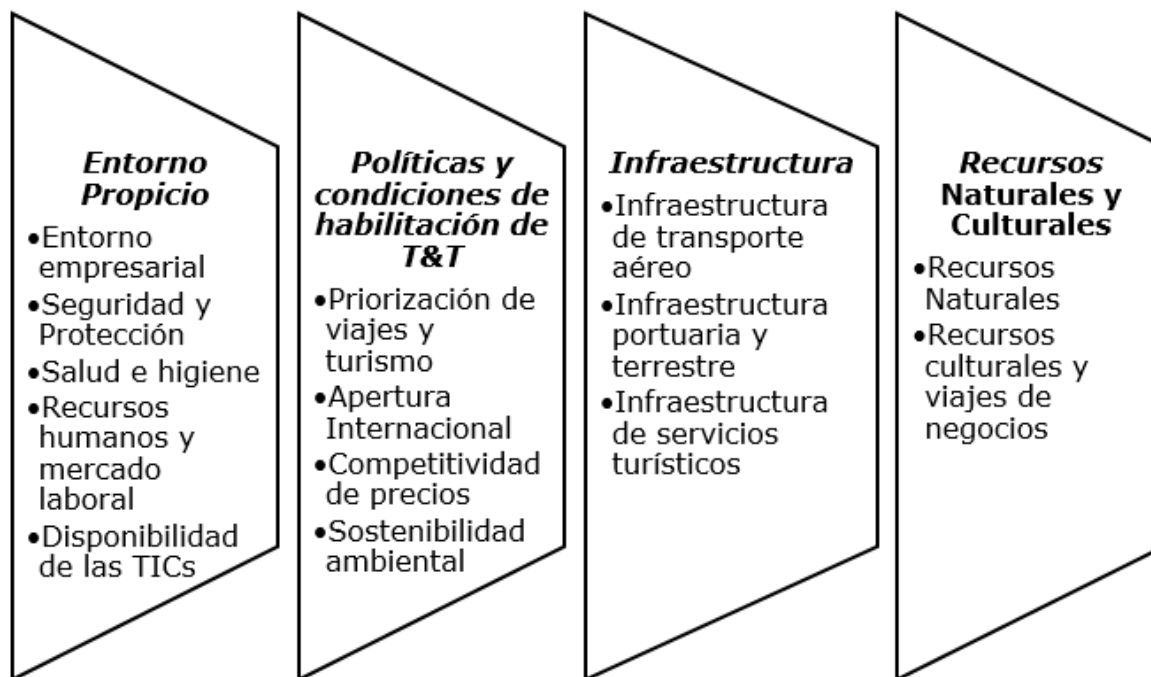 Entorno
Propicio
•Entorno
empresarial
•Seguridad y
Protección
•Salud e higiene
•Recursos
humanos y
mercado
laboral
•Disponibilidad
de las TICs
Políticas y
condiciones de
habilitación de
T&T
•Priorización de
viajes y
turismo
•Apertura
Internacional
•Competitividad
de precios
•Sostenibilidad
ambiental
Infraestructura
•Infraestructura
de transporte
aéreo
•Infraestructura
portuaria y
terrestre
•Infraestructura
de servicios
turísticos
Recursos
Naturales y
Culturales
•Recursos
Naturales
•Recursos
culturales y
viajes de
negocios